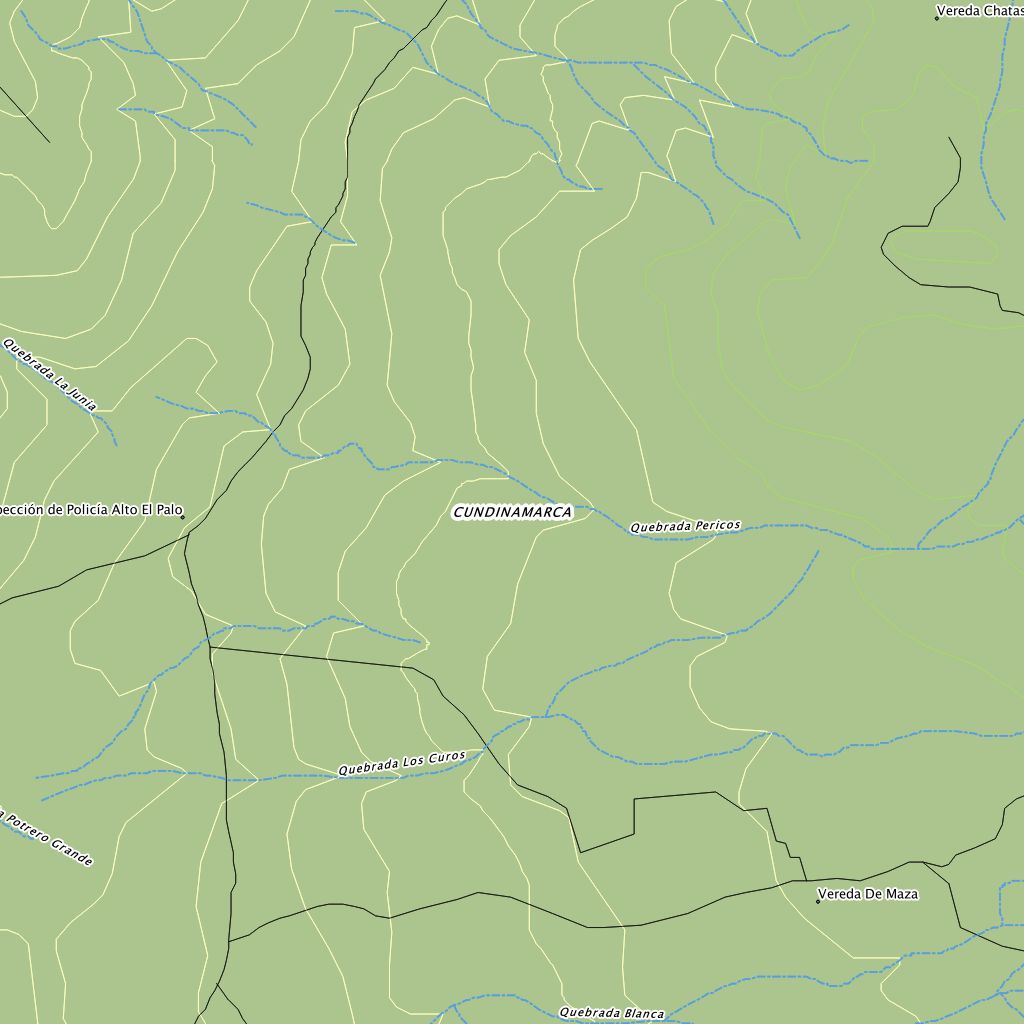 Vereda Chatas
Quebrada La Junia
pección de Policía Alto El Palo
CUNDINAMARCA
Quebrada Pericos
Quebrada Los Curos
a Potrero Grande
Vereda De Maza
Quebrada Blanca